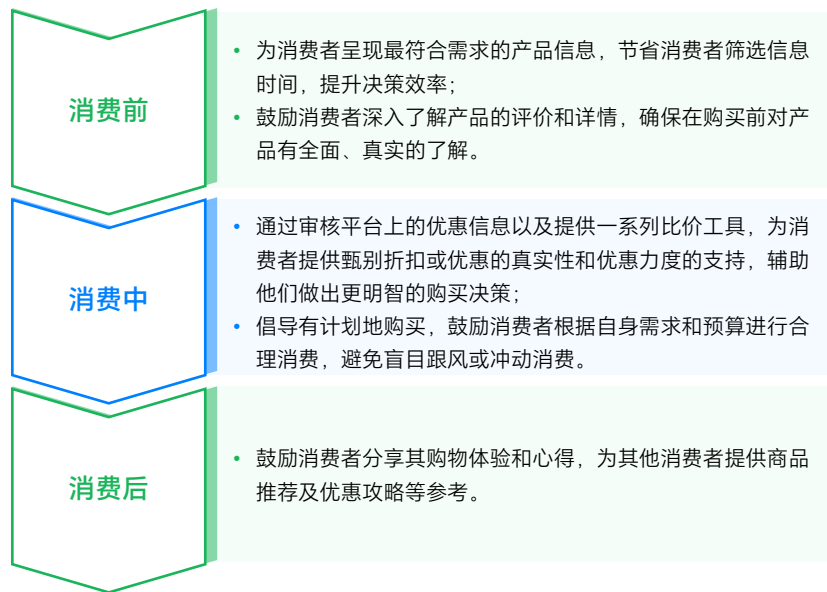 消费前
• 为消费者呈现最符合需求的产品信息，节省消费者筛选信息
时间，提升决策效率；
• 鼓励消费者深入了解产品的评价和详情，确保在购买前对产
品有全面、真实的了解。
消费中
• 通过审核平台上的优惠信息以及提供一系列比价工具，为消
费者提供甄别折扣或优惠的真实性和优惠力度的支持，辅助
他们做出更明智的购买决策；
• 倡导有计划地购买，鼓励消费者根据自身需求和预算进行合
理消费，避免盲目跟风或冲动消费。
消费后
• 鼓励消费者分享其购物体验和心得，为其他消费者提供商品
推荐及优惠攻略等参考。